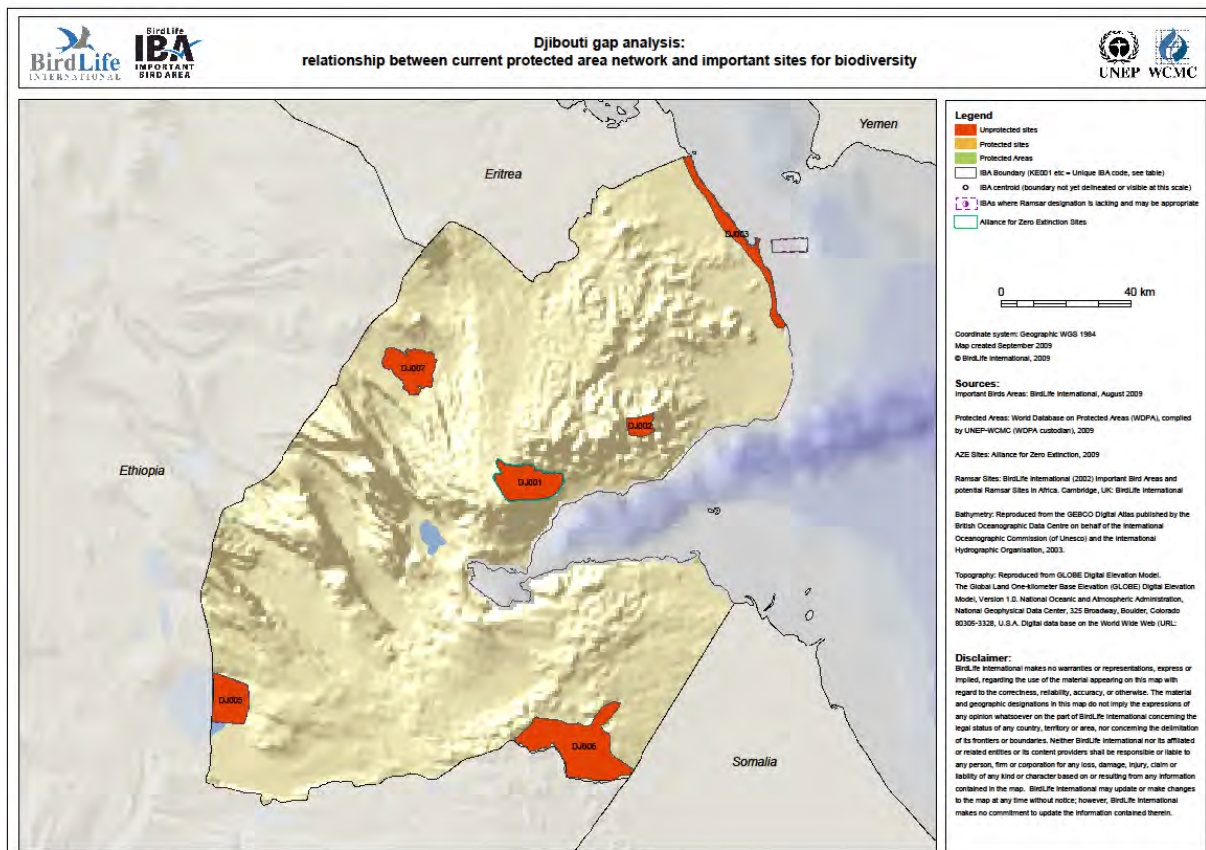 BirdLife
INTERNATIONAL
BirdLife
IBA
IMPORTANT
BIRD AREA
Djibouti gap analysis:
relationship between current protected area network and important sites for biodiversity
UNEP WCMC
Yemen
Eritrea
DJ003
DJ007
DJ002
Ethiopia
DJ001
DJ005
DJ006
Somalia
Legend
Unprotected sites
Protected sites
Protected Areas
IBA Boundary (KE001 etc = Unique IBA code, see table)
IBA centroid (boundary not yet delineated or visible at this scale)
IBAs where Ramsar designation is lacking and may be appropriate
Alliance for Zero Extinction Sites
0 40 km
Coordinate system: Geographic WGS 1984
Map created September 2009
© BirdLife International, 2009
Sources:
Important Birds Areas: BirdLife International, August 2009
Protected Areas: World Database on Protected Areas (WDPA), compiled
by UNEP-WCMC (WDPA custodian), 2009
AZE Sites: Alliance for Zero Extinction, 2009
Ramsar Sites: BirdLife International (2002) Important Bird Areas and
potential Ramsar Sites in Africa. Cambridge, UK: BirdLife International
Bathymetry: Reproduced from the GEBCO Digital Atlas published by the
British Oceanographic Data Centre on behalf of the International
Oceanographic Commission (of Unesco) and the International
Hydrographic Organisation, 2003.
Topography: Reproduced from GLOBE Digital Elevation Model.
The Global Land One-kilometer Base Elevation (GLOBE) Digital Elevation
Model, Version 1.0. National Oceanic and Atmospheric Administration,
National Geophysical Data Center, 325 Broadway, Boulder, Colorado
80305-3328, U.S.A. Digital data base on the World Wide Web (URL:
Disclaimer:
BirdLife International makes no warranties or representations, express or
implied, regarding the use of the material appearing on this map with
regard to the correctness, reliability, accuracy, or otherwise. The material
and geographic designations in this map do not imply the expressions of
any opinion whatsoever on the part of BirdLife International concerning the
legal status of any country, territory or area, nor concerning the delimitation
of its frontiers or boundaries. Neither BirdLife International nor its affiliated
or related entities or its content providers shall be responsible or liable to
any person, firm or corporation for any loss, damage, injury, claim or
liability of any kind or character based on or resulting from any information
contained in the map. BirdLife International may update or make changes
to the map at any time without notice; however, BirdLife International
makes no commitment to update the information contained therein.